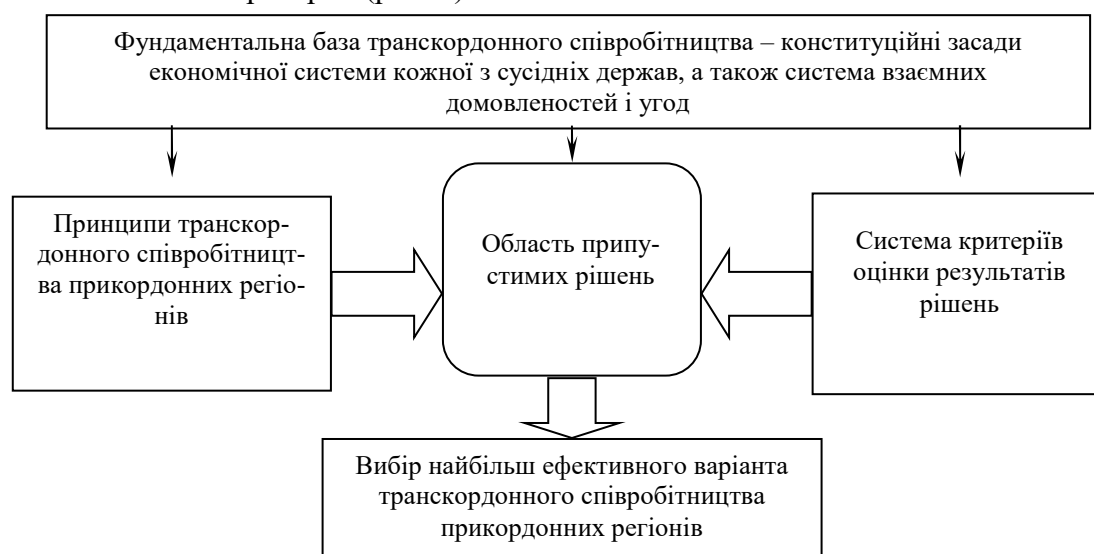 Фундаментальна база транскордонного співробітництва – конституційні засади
економічної системи кожної з сусідніх держав, а також система взаємних
домовленостей і угод
Принципи транскор-
донного співробітницт-
ва прикордонних регіо-
нів
Область припу-
стимих рішень
Система критеріїв
оцінки результатів
рішень
Вибір найбільш ефективного варіанта
транскордонного співробітництва
прикордонних регіонів